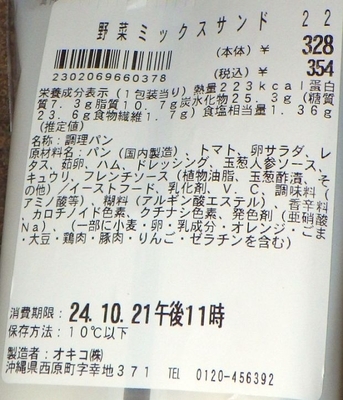 野菜ミックスサンド 22
(本体) ¥ 328
(税込) ¥ 354
2302069660378
栄養成分表示(1包装当り)熱量223kcal蛋白
質7.3g脂質10.7g炭水化物25.3g(糖質
23.6g食物繊維1.7g)食塩相当量1.36g
(推定値)
名称:調理パン
原材料名:パン(国内製造)、トマト、卵サラダ、レ
タス、茹卵、ハム、ドレッシング、玉葱人参ソース、
キュウリ、フレンチソース(植物油脂、玉葱酢漬、そ
の他)/イーストフード、乳化剤、V.C、調味料(
アミノ酸等)、糊料(アルギン酸エステル)、香辛料
、カロチノイド色素、クチナシ色素、発色剤(亜硝酸
Na)、(一部に小麦・卵・乳成分・オレンジ・ごま
・大豆・鶏肉・豚肉・りんご・ゼラチンを含む)
消費期限: 24.10.21午後11時
保存方法:10℃以下
製造者:オキコ(株)
沖縄県西原町字幸地371 TEL 0120-456392